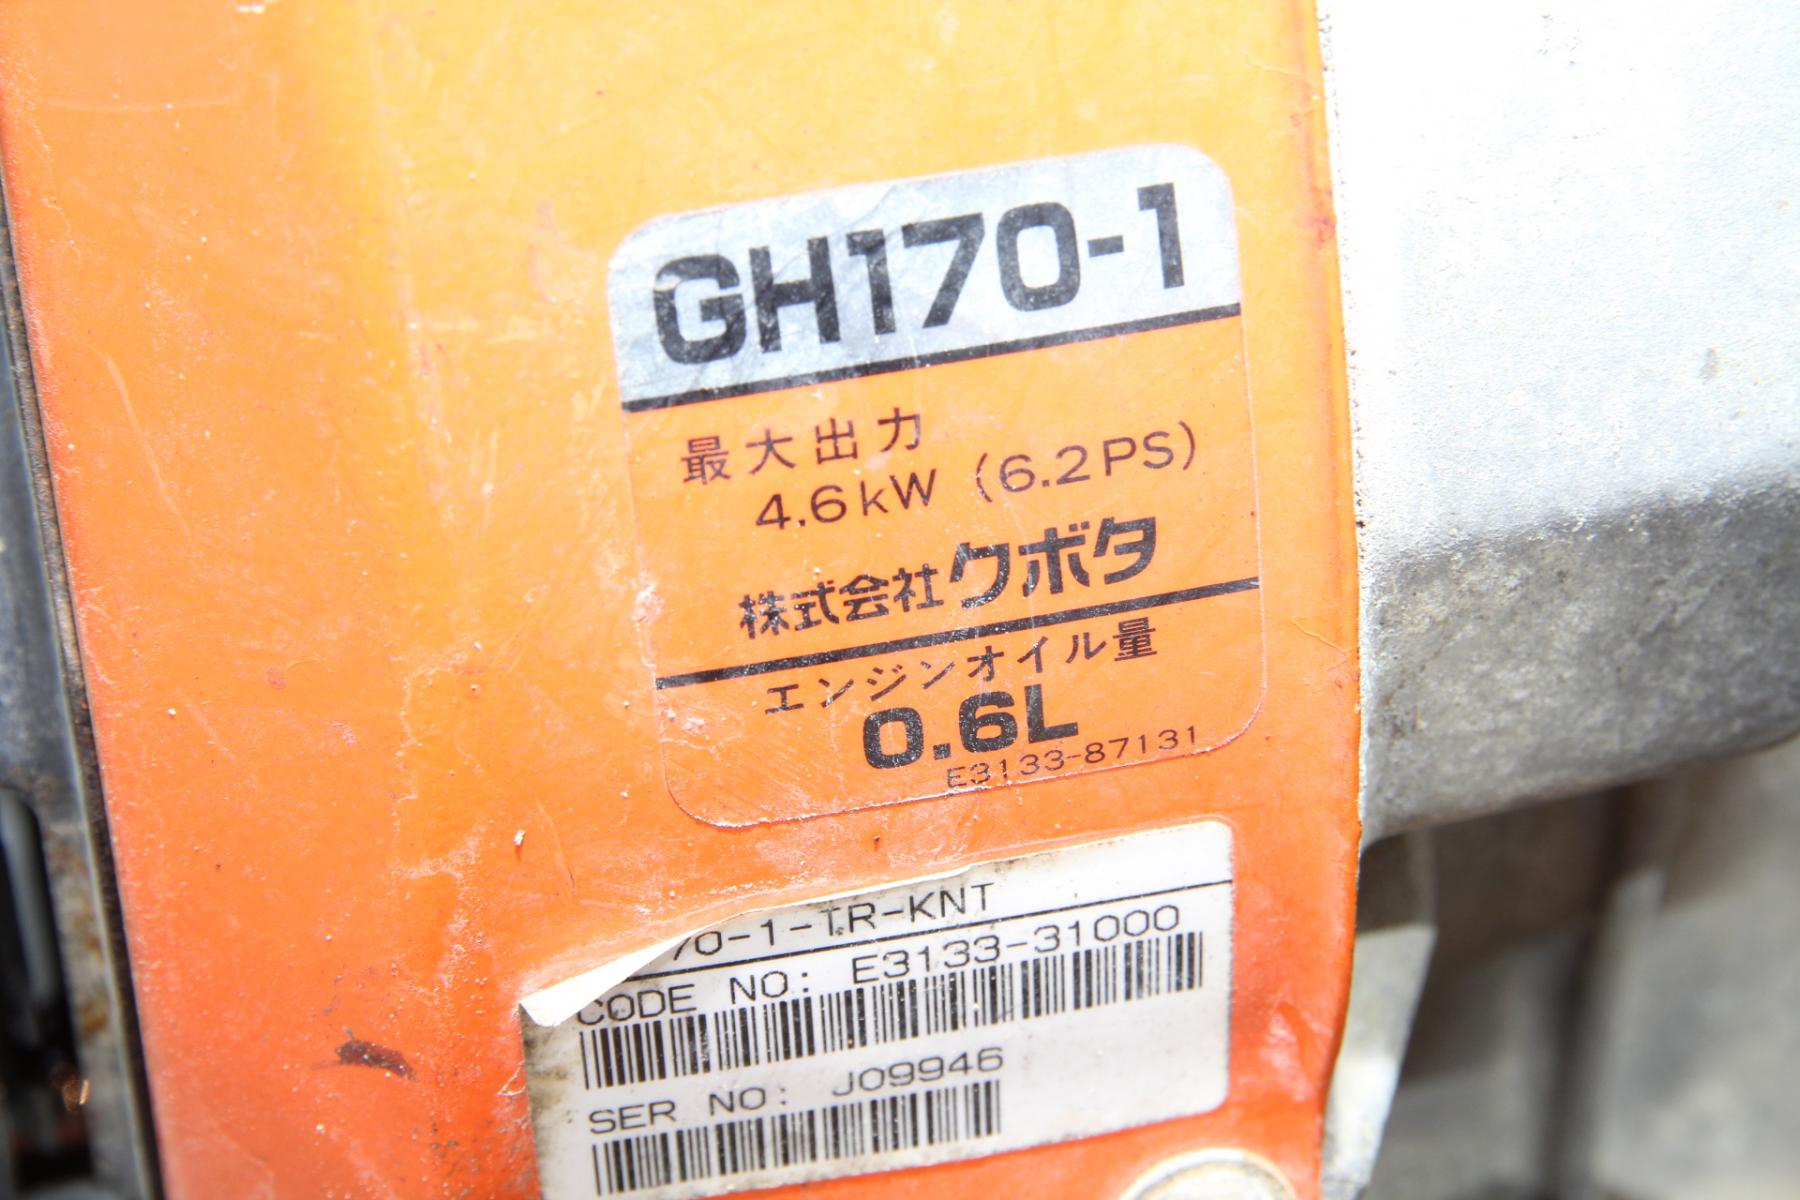 GH170-1
最大出力
4.6kW (6.2PS)
株式会社クボタ
エンジンオイル量
0.6L
E3133-87131
70-1-TR-KNT
CODE NO: E3133-31000
SER NO: J09946